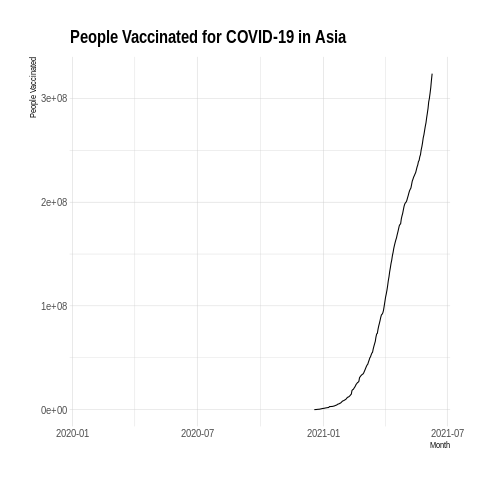 People Vaccinated for COVID-19 in Asia
People Vaccinated
3e+08
2e+08
1e+08
0e+00
2020-01 2020-07 2021-01 2021-07
Month